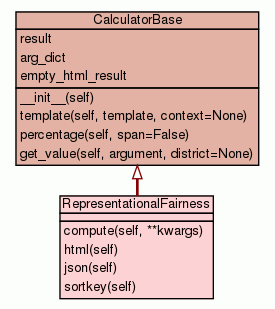 CalculatorBase
result
arg_dict
empty_html_result
__init__(self)
template(self, template, context=None)
percentage(self, span=False)
get_value(self, argument, district=None)
RepresentationalFairness
compute(self, **kwargs)
html(self)
json(self)
sortkey(self)